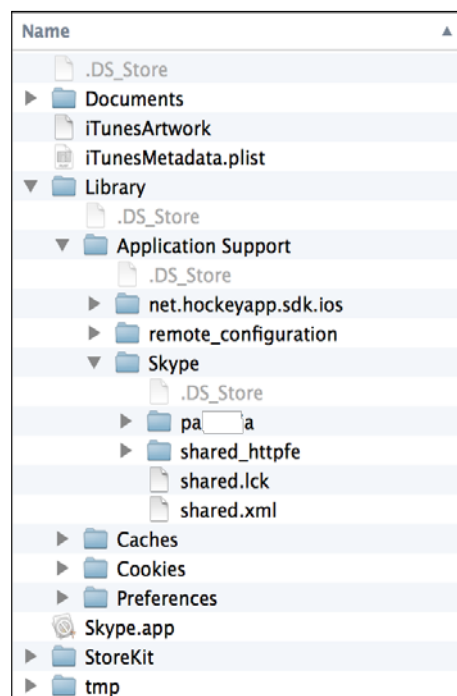 Name
.DS_Store
Documents
iTunesArtwork
iTunesMetadata.plist
Library
.DS_Store
Application Support
.DS_Store
net.hockeyapp.sdk.ios
remote_configuration
Skype
.DS_Store
pa a
shared_httpfe
shared.lck
shared.xml
Caches
Cookies
Preferences
Skype.app
StoreKit
tmp